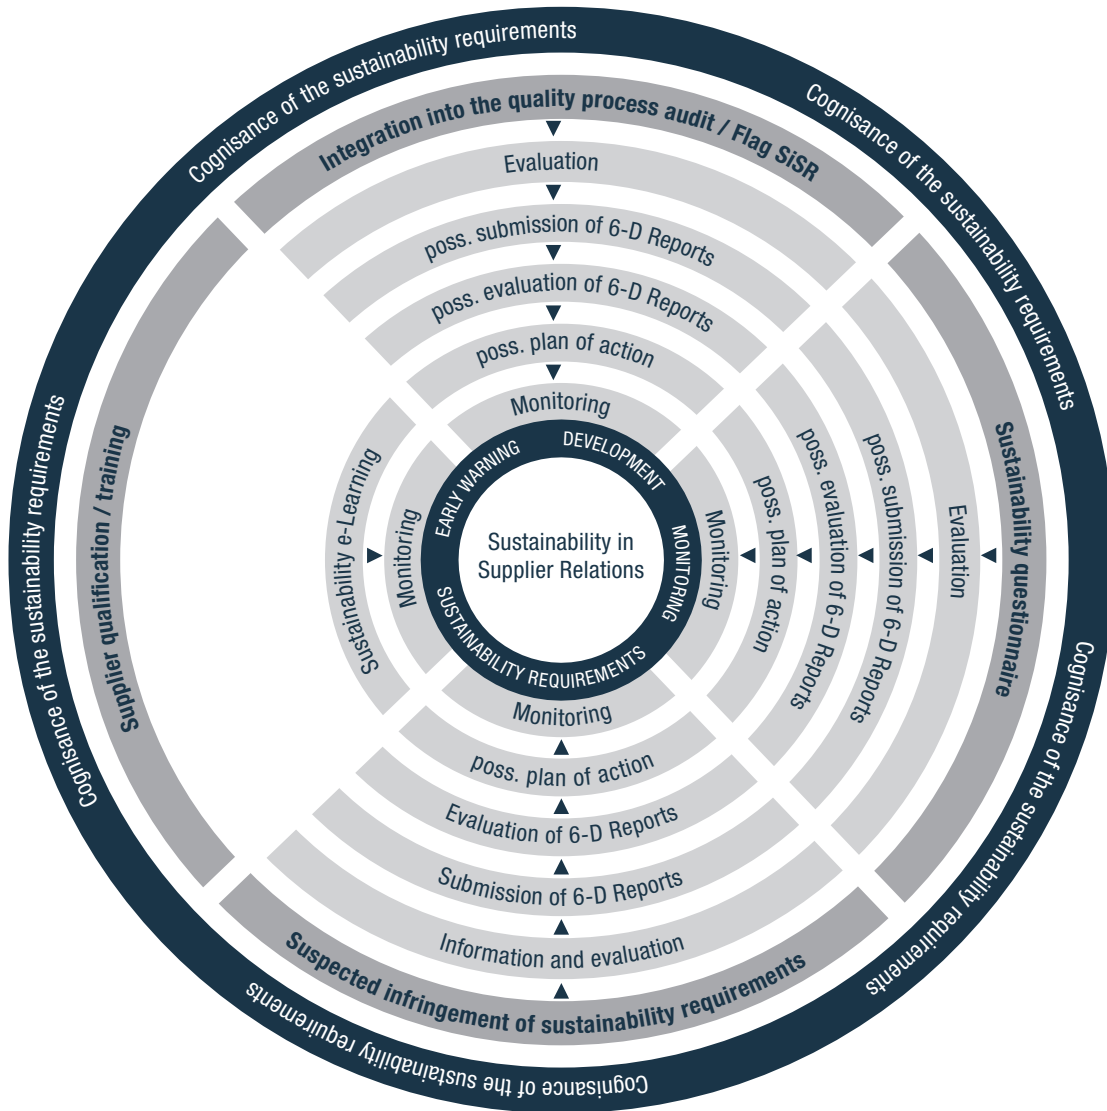 Cognisance of the sustainability requirements
Cognisance of the sustainability requirements
Cognisance of the sustainability requirements
Cognisance of the sustainability requirements
Cognisance of the sustainability requirements
Integration into the quality process audit / Flag SiSR
Evaluation
poss. submission of 6-D Reports
poss. evaluation of 6-D Reports
poss. plan of action
Monitoring
Sustainability questionnaire
Evaluation
poss. submission of 6-D Reports
poss. evaluation of 6-D Reports
poss. plan of action
Monitoring
Suspected infringement of sustainability requirements
Information and evaluation
Submission of 6-D Reports
Evaluation of 6-D Reports
poss. plan of action
Monitoring
Supplier qualification / training
Sustainability e-Learning
Monitoring
EARLY WARNING
DEVELOPMENT
MONITORING
SUSTAINABILITY REQUIREMENTS
Sustainability in
Supplier Relations